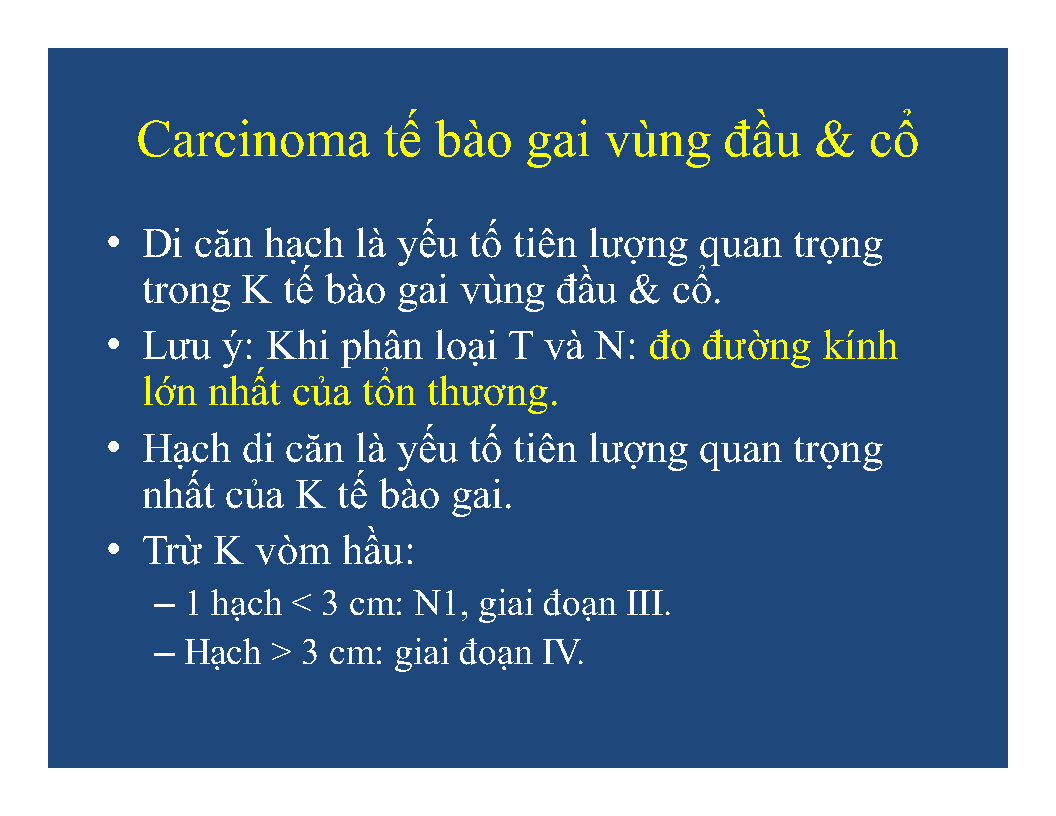 Carcinoma tế bào gai vùng đầu & cổ
• Di căn hạch là yếu tố tiên lượng quan trọng
trong K tế bào gai vùng đầu & cổ.
• Lưu ý: Khi phân loại T và N: đo đường kính
lớn nhất của tổn thương.
• Hạch di căn là yếu tố tiên lượng quan trọng
nhất của K tế bào gai.
• Trừ K vòm hầu:
– 1 hạch < 3 cm: N1, giai đoạn III.
– Hạch > 3 cm: giai đoạn IV.